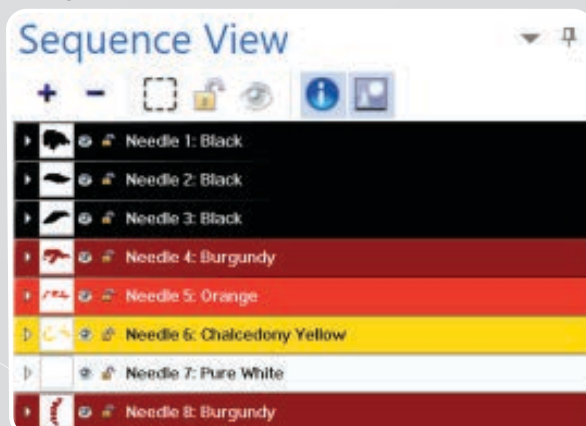 Sequence View
Needle 1: Black
Needle 2: Black
Needle 3: Black
Needle 4: Burgundy
Needle 5: Orange
Needle 6: Chalcedony Yellow
Needle 7: Pure White
Needle 8: Burgundy